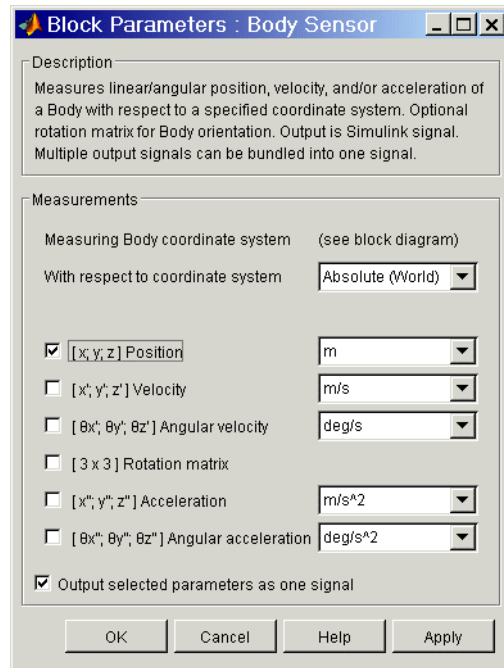 Block Parameters : Body Sensor
Description
Measures linear/angular position, velocity, and/or acceleration of
a Body with respect to a specified coordinate system. Optional
rotation matrix for Body orientation. Output is Simulink signal.
Multiple output signals can be bundled into one signal.
Measurements
Measuring Body coordinate system (see block diagram)
With respect to coordinate system Absolute (World)
[ x; y; z ] Position m
[ x'; y'; z' ] Velocity m/s
[ θx'; θy'; θz' ] Angular velocity deg/s
[ 3 x 3 ] Rotation matrix
[ x''; y''; z'' ] Acceleration m/s^2
[ θx''; θy''; θz'' ] Angular acceleration deg/s^2
Output selected parameters as one signal
OK Cancel Help Apply